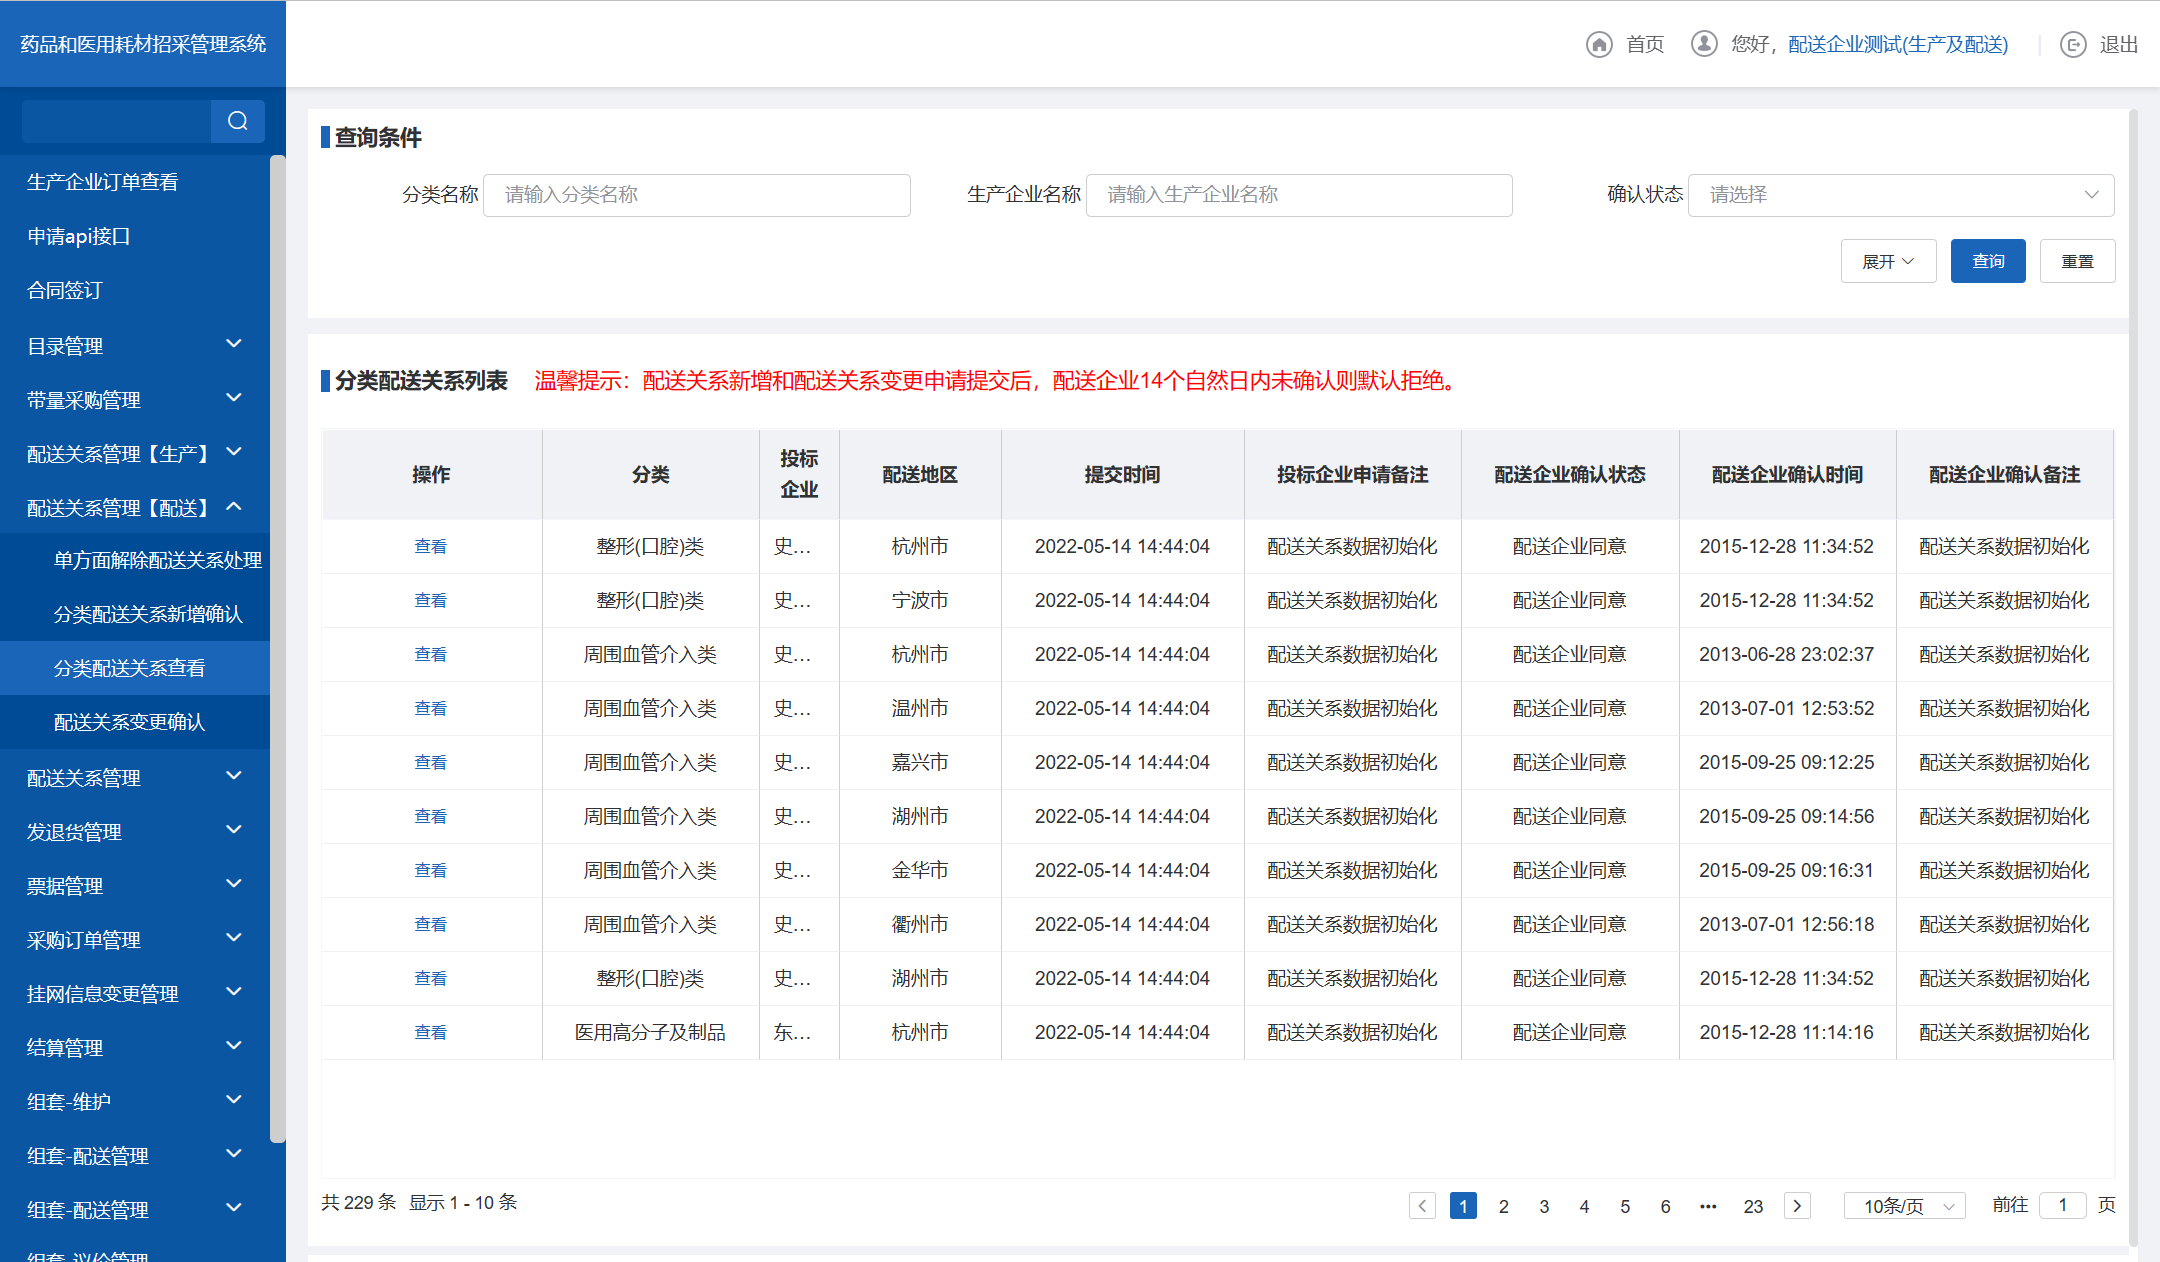 药品和医用耗材招采管理系统
首页
您好，配送企业测试(生产及配送)
退出
生产企业订单查看
申请api接口
合同签订
目录管理
带量采购管理
配送关系管理【生产】
配送关系管理【配送】
单方面解除配送关系处理
分类配送关系新增确认
分类配送关系查看
配送关系变更确认
配送关系管理
发退货管理
票据管理
采购订单管理
挂网信息变更管理
结算管理
组套-维护
组套-配送管理
组套-配送管理
组套-议价管理
查询条件
分类名称 请输入分类名称 生产企业名称 请输入生产企业名称 确认状态 请选择
展开 查询 重置
分类配送关系列表 温馨提示：配送关系新增和配送关系变更申请提交后，配送企业14个自然日内未确认则默认拒绝。
操作 分类 投标企业 配送地区 提交时间 投标企业申请备注 配送企业确认状态 配送企业确认时间 配送企业确认备注
查看 整形(口腔)类 史... 杭州市 2022-05-14 14:44:04 配送关系数据初始化 配送企业同意 2015-12-28 11:34:52 配送关系数据初始化
查看 整形(口腔)类 史... 宁波市 2022-05-14 14:44:04 配送关系数据初始化 配送企业同意 2015-12-28 11:34:52 配送关系数据初始化
查看 周围血管介入类 史... 杭州市 2022-05-14 14:44:04 配送关系数据初始化 配送企业同意 2013-06-28 23:02:37 配送关系数据初始化
查看 周围血管介入类 史... 温州市 2022-05-14 14:44:04 配送关系数据初始化 配送企业同意 2013-07-01 12:53:52 配送关系数据初始化
查看 周围血管介入类 史... 嘉兴市 2022-05-14 14:44:04 配送关系数据初始化 配送企业同意 2015-09-25 09:12:25 配送关系数据初始化
查看 周围血管介入类 史... 湖州市 2022-05-14 14:44:04 配送关系数据初始化 配送企业同意 2015-09-25 09:14:56 配送关系数据初始化
查看 周围血管介入类 史... 金华市 2022-05-14 14:44:04 配送关系数据初始化 配送企业同意 2015-09-25 09:16:31 配送关系数据初始化
查看 周围血管介入类 史... 衢州市 2022-05-14 14:44:04 配送关系数据初始化 配送企业同意 2013-07-01 12:56:18 配送关系数据初始化
查看 整形(口腔)类 史... 湖州市 2022-05-14 14:44:04 配送关系数据初始化 配送企业同意 2015-12-28 11:34:52 配送关系数据初始化
查看 医用高分子及制品 东... 杭州市 2022-05-14 14:44:04 配送关系数据初始化 配送企业同意 2015-12-28 11:14:16 配送关系数据初始化
共 229 条 显示 1 - 10 条 1 2 3 4 5 6 ••• 23 10条/页 前往 1 页